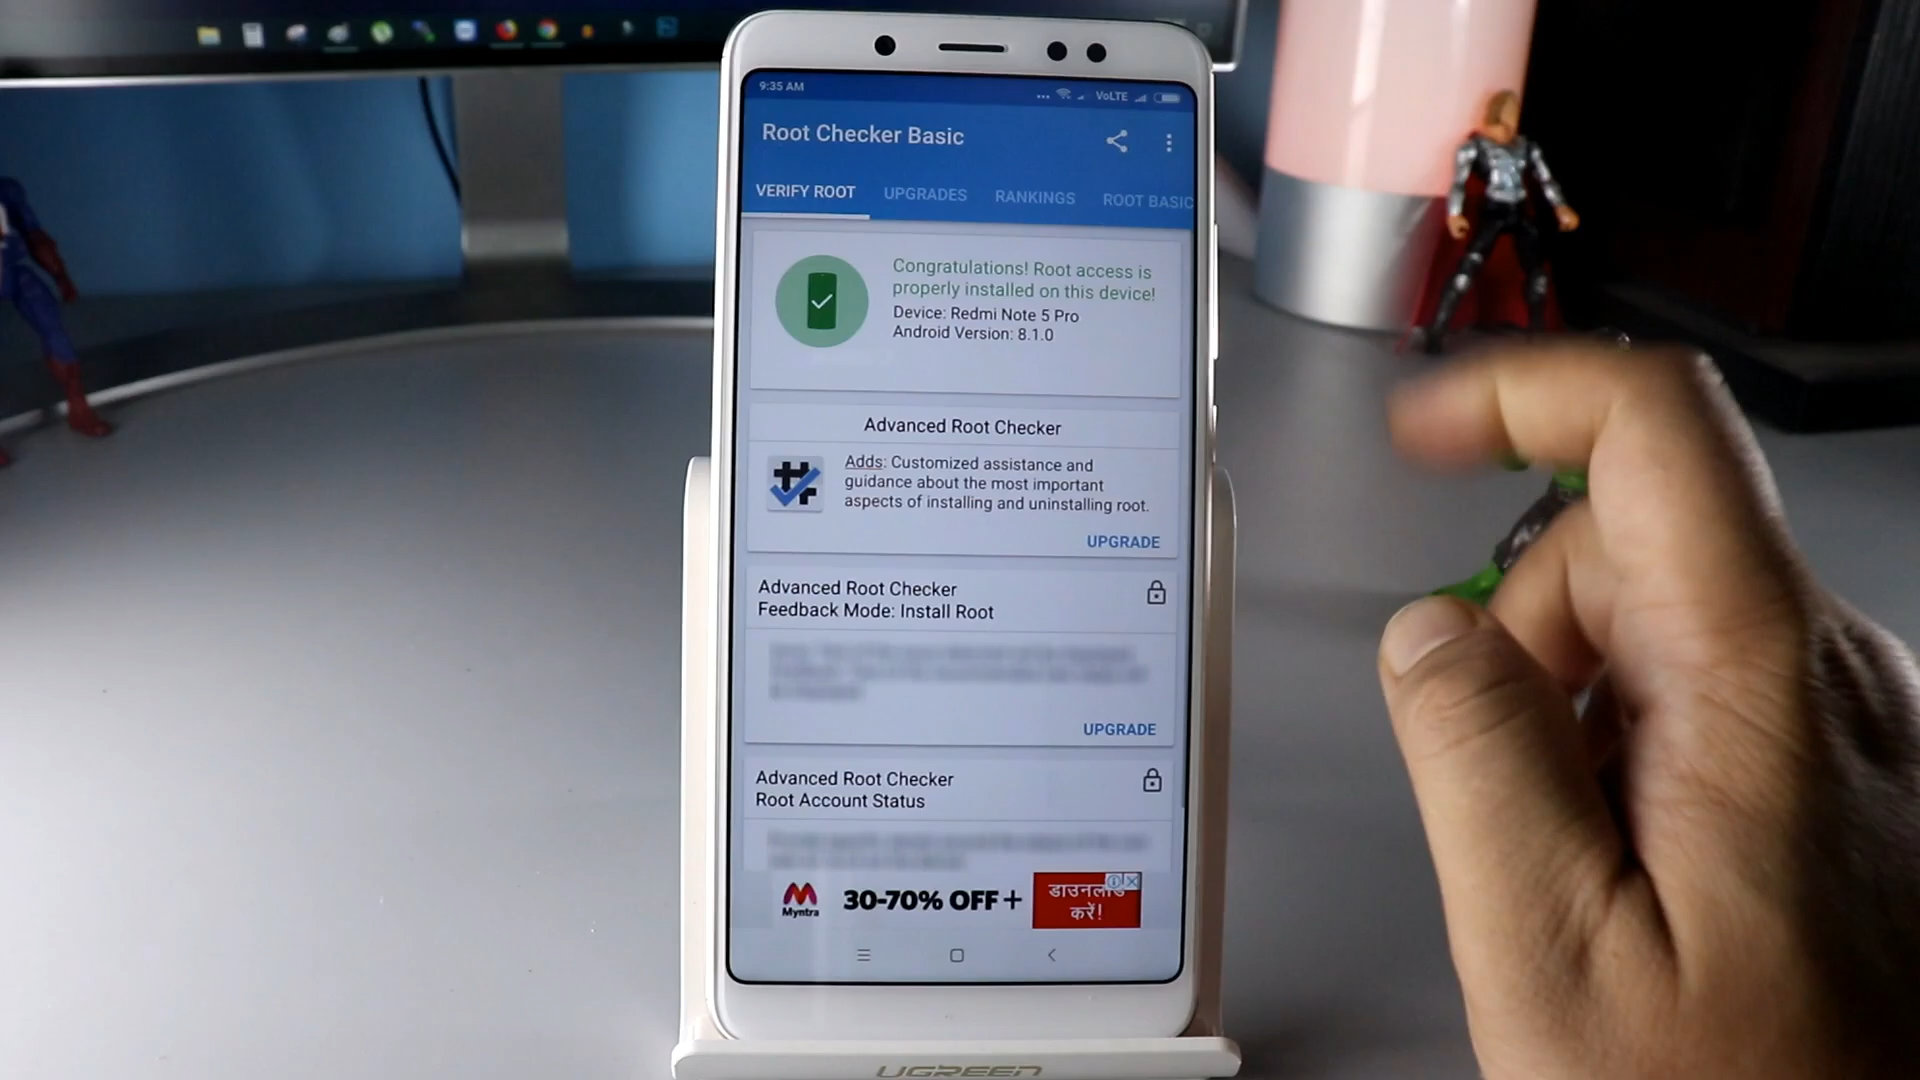 9:35 AM
VoLTE
Root Checker Basic
VERIFY ROOT
UPGRADES
RANKINGS
ROOT BASIC
Congratulations! Root access is
properly installed on this device!
Device: Redmi Note 5 Pro
Android Version: 8.1.0
Advanced Root Checker
Adds: Customized assistance and
guidance about the most important
aspects of installing and uninstalling root.
UPGRADE
Advanced Root Checker
Feedback Mode: Install Root
UPGRADE
Advanced Root Checker
Root Account Status
Myntra
30-70% OFF+
डाउनलोड
करें!
UGREEN